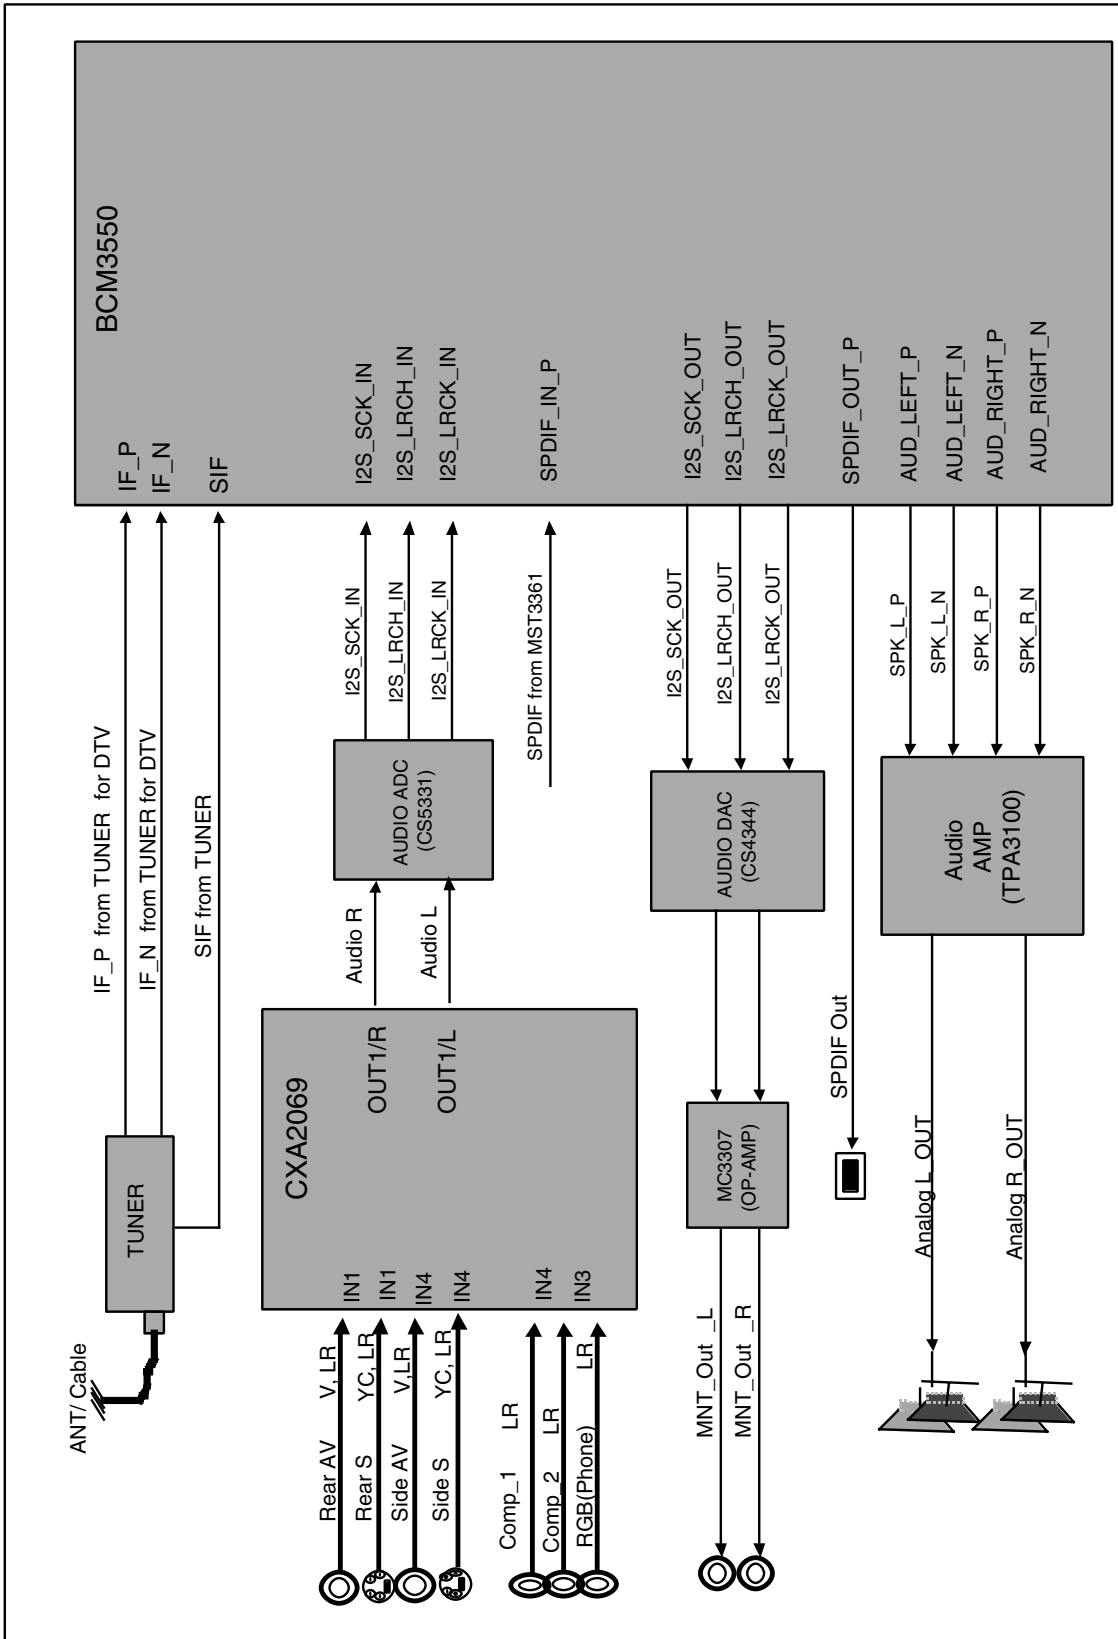 BCM3550
IF_P
IF_N
SIF
I2S_SCK_IN
I2S_LRCH_IN
I2S_LRCK_IN
SPDIF_IN_P
I2S_SCK_OUT
I2S_LRCH_OUT
I2S_LRCK_OUT
SPDIF_OUT_P
AUD_LEFT_P
AUD_LEFT_N
AUD_RIGHT_P
AUD_RIGHT_N
IF_P from TUNER for DTV
IF_N from TUNER for DTV
SIF from TUNER
I2S_SCK_IN
I2S_LRCH_IN
I2S_LRCK_IN
SPDIF from MST3361
I2S_SCK_OUT
I2S_LRCH_OUT
I2S_LRCK_OUT
SPK_L_P
SPK_L_N
SPK_R_P
SPK_R_N
AUDIO ADC
(CS5331)
AUDIO DAC
(CS4344)
Audio
AMP
(TPA3100)
Audio R
Audio L
CXA2069
OUT1/R
OUT1/L
IN1
IN1
IN4
IN4
IN4
IN3
TUNER
ANT/ Cable
MC3307
(OP-AMP)
SPDIF Out
Analog L_OUT
Analog R_OUT
Rear AV V, LR
Rear S YC, LR
Side AV V,LR
Side S YC, LR
Comp_1 LR
Comp_2 LR
RGB(Phone) LR
MNT_Out _L
MNT_Out _R